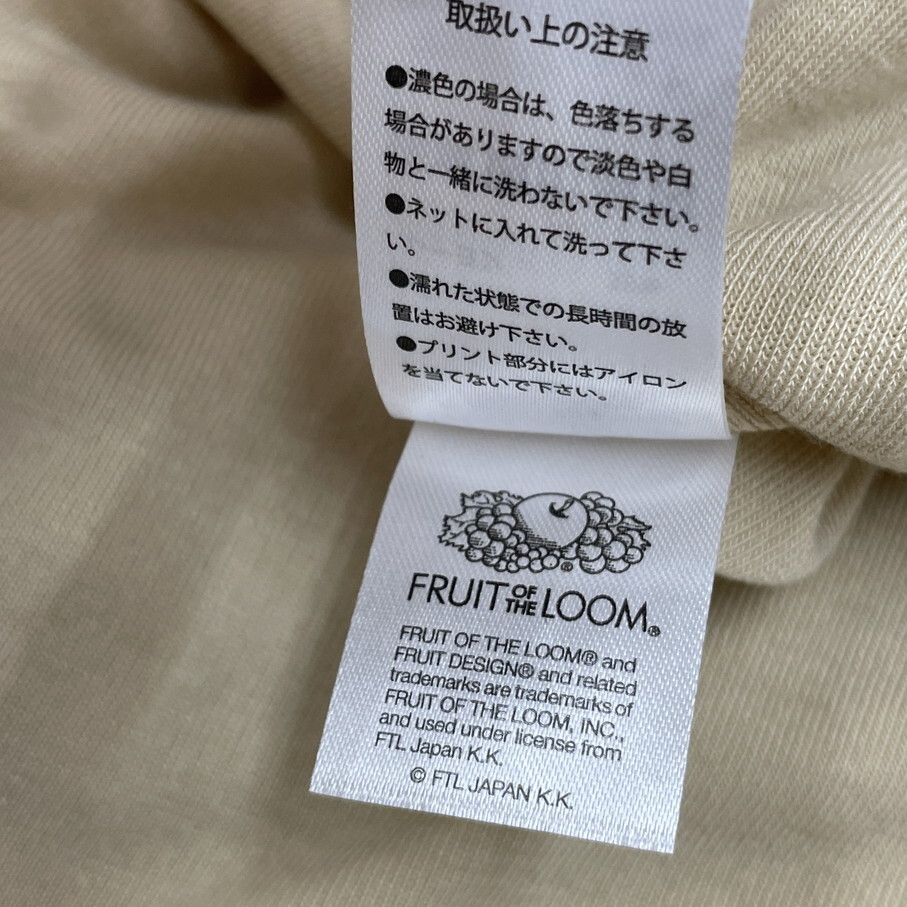 取扱い上の注意
●濃色の場合は、色落ちする
場合がありますので淡色や白
物と一緒に洗わないで下さい。
●ネットに入れて洗って下さ
い。
●濡れた状態での長時間の放
置はお避け下さい。
●プリント部分にはアイロン
を当てないで下さい。
FRUIT OF THE LOOM®
FRUIT OF THE LOOM® and
FRUIT DESIGN® and related
trademarks are trademarks of
FRUIT OF THE LOOM, INC.,
and used under license from
FTL Japan K.K.
© FTL JAPAN K.K.